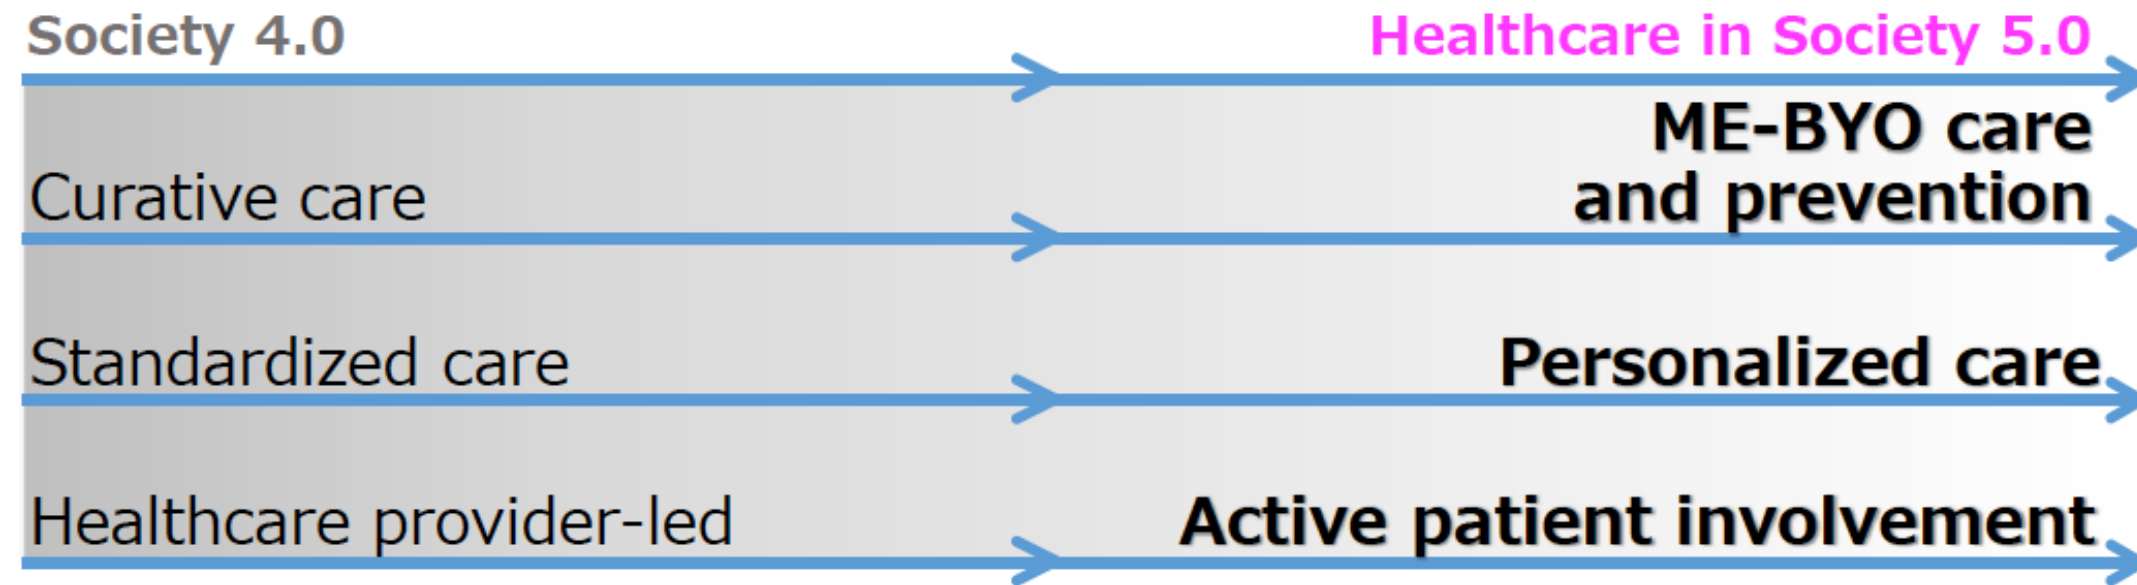 Society 4.0
Healthcare in Society 5.0
Curative care
ME-BYO care
and prevention
Standardized care
Personalized care
Healthcare provider-led
Active patient involvement